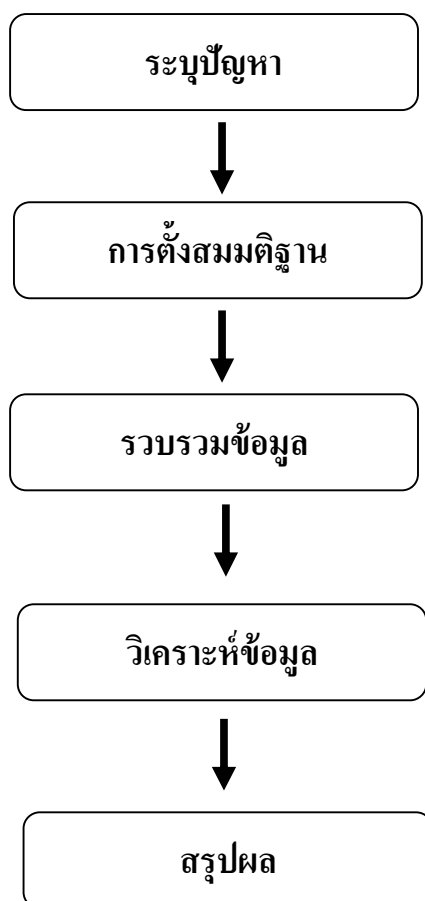 ระบุปัญหา
การตั้งสมมติฐาน
รวบรวมข้อมูล
วิเคราะห์ข้อมูล
สรุปผล